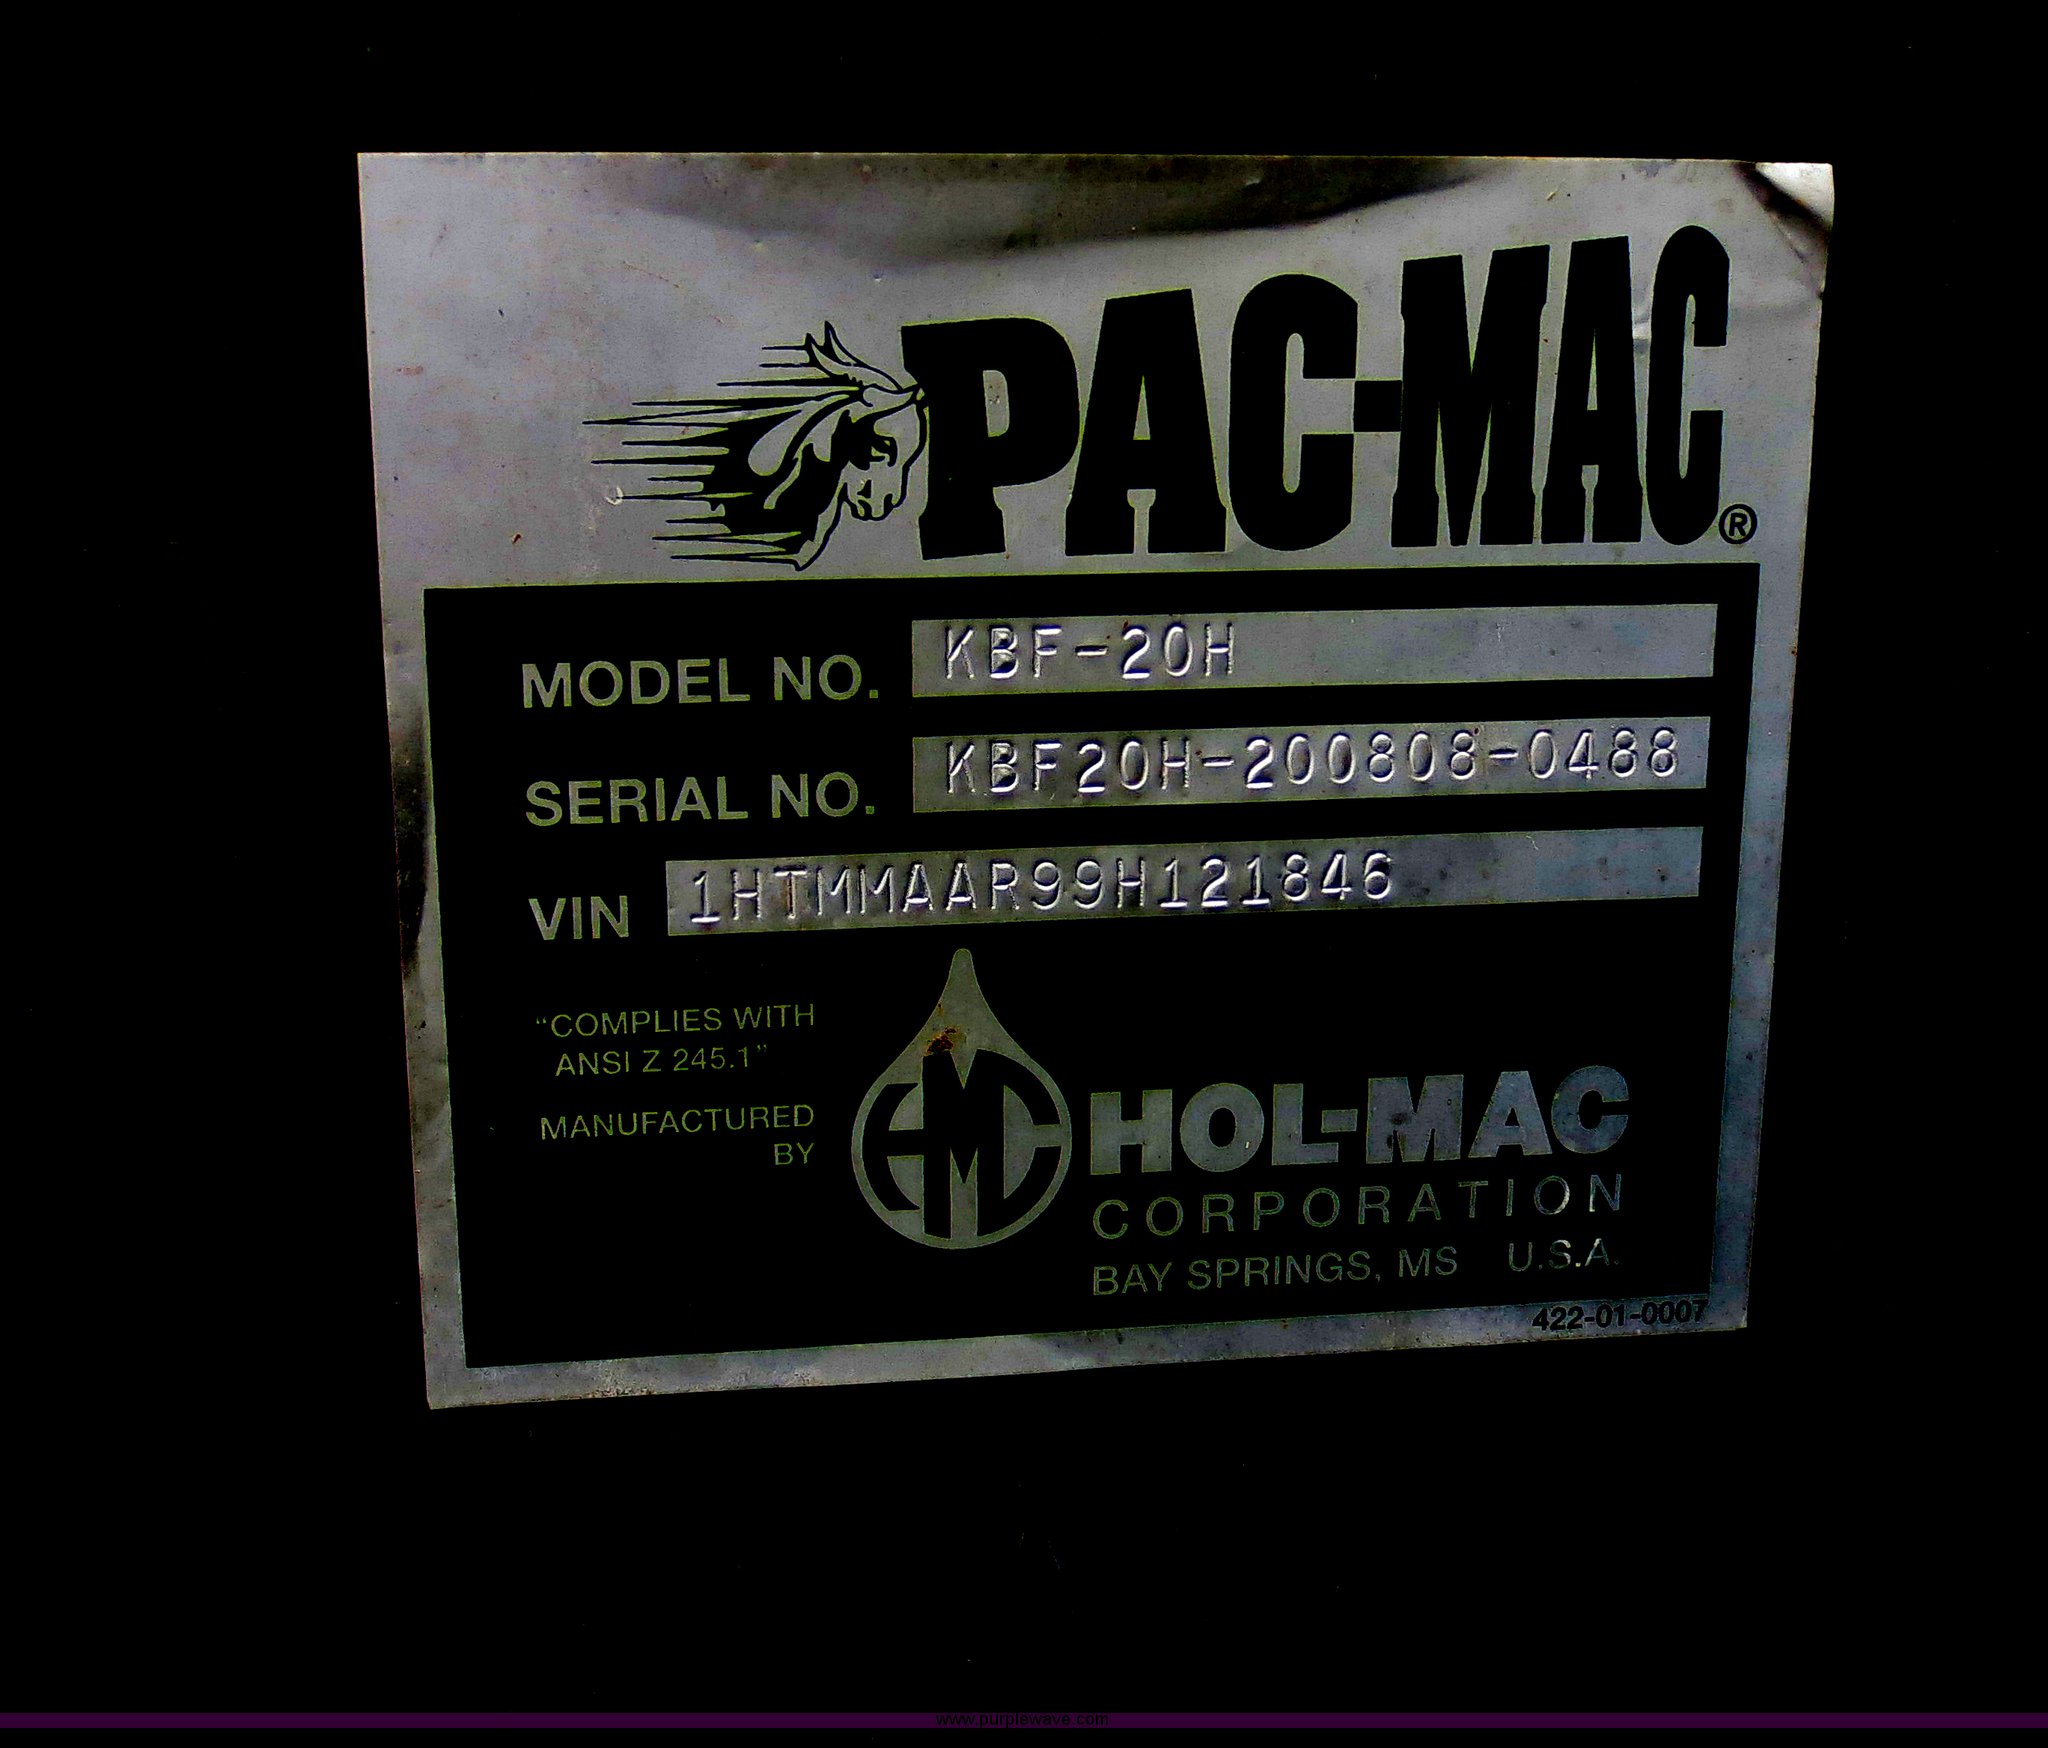 PAC-MAC®
MODEL NO. KBF-20H
SERIAL NO. KBF20H-200808-0488
VIN 1HTMMAAR99H121846
“COMPLIES WITH
ANSI Z 245.1”
MANUFACTURED
BY
HMC
HOL-MAC
CORPORATION
BAY SPRINGS, MS U.S.A.
422-01-0007
www.purplewave.com